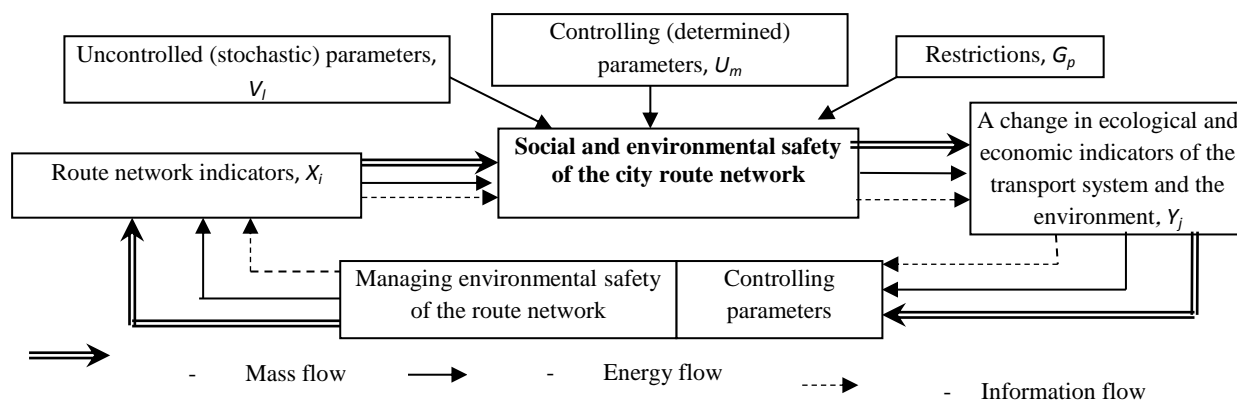 Uncontrolled (stochastic) parameters,
V_l
Controlling (determined)
parameters, U_m
Restrictions, G_p
Route network indicators, X_i
Social and environmental safety
of the city route network
A change in ecological and
economic indicators of the
transport system and the
environment, Y_j
Managing environmental safety
of the route network
Controlling
parameters
- Mass flow
- Energy flow
- Information flow